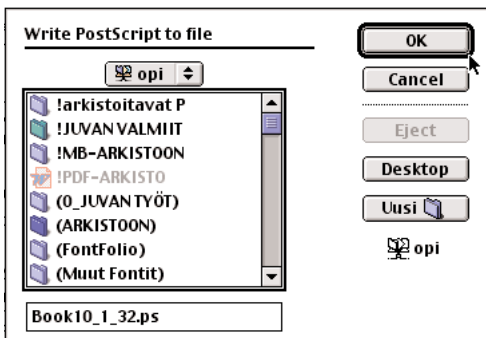 Write PostScript to file
opi
!arkistoitavat P
!JUVAN VALMIIT
!MB-ARKISTOON
!PDF-ARKISTO
(0_JUVAN TYÖT)
(ARKISTOON)
(FontFolio)
(Muut Fontit)
Book10_1_32.ps
OK
Cancel
Eject
Desktop
Uusi
opi